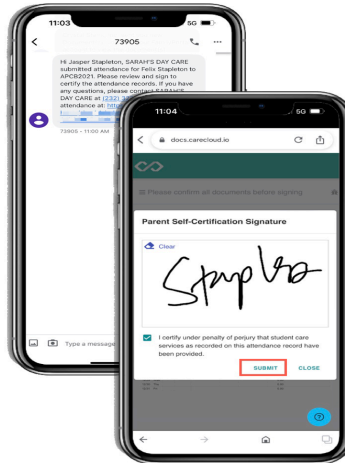 11:03
5G
73905
Hi Jasper Stapleton, SARAH'S DAY CARE
submitted attendance for Felix Stapleton to
APCB2021. Please review and sign to
certify the attendance records. If you have
any questions, please contact SARAH'S
DAY CARE at (232)
attendance at:
73905 - 11:00 AM
Type a message
11:04
5G
docs.carecloud.io
Please confirm all documents before signing
Parent Self-Certification Signature
Clear
Stapleton
I certify under penalty of perjury that student care
services as recorded on this attendance record have
been provided.
SUBMIT
CLOSE